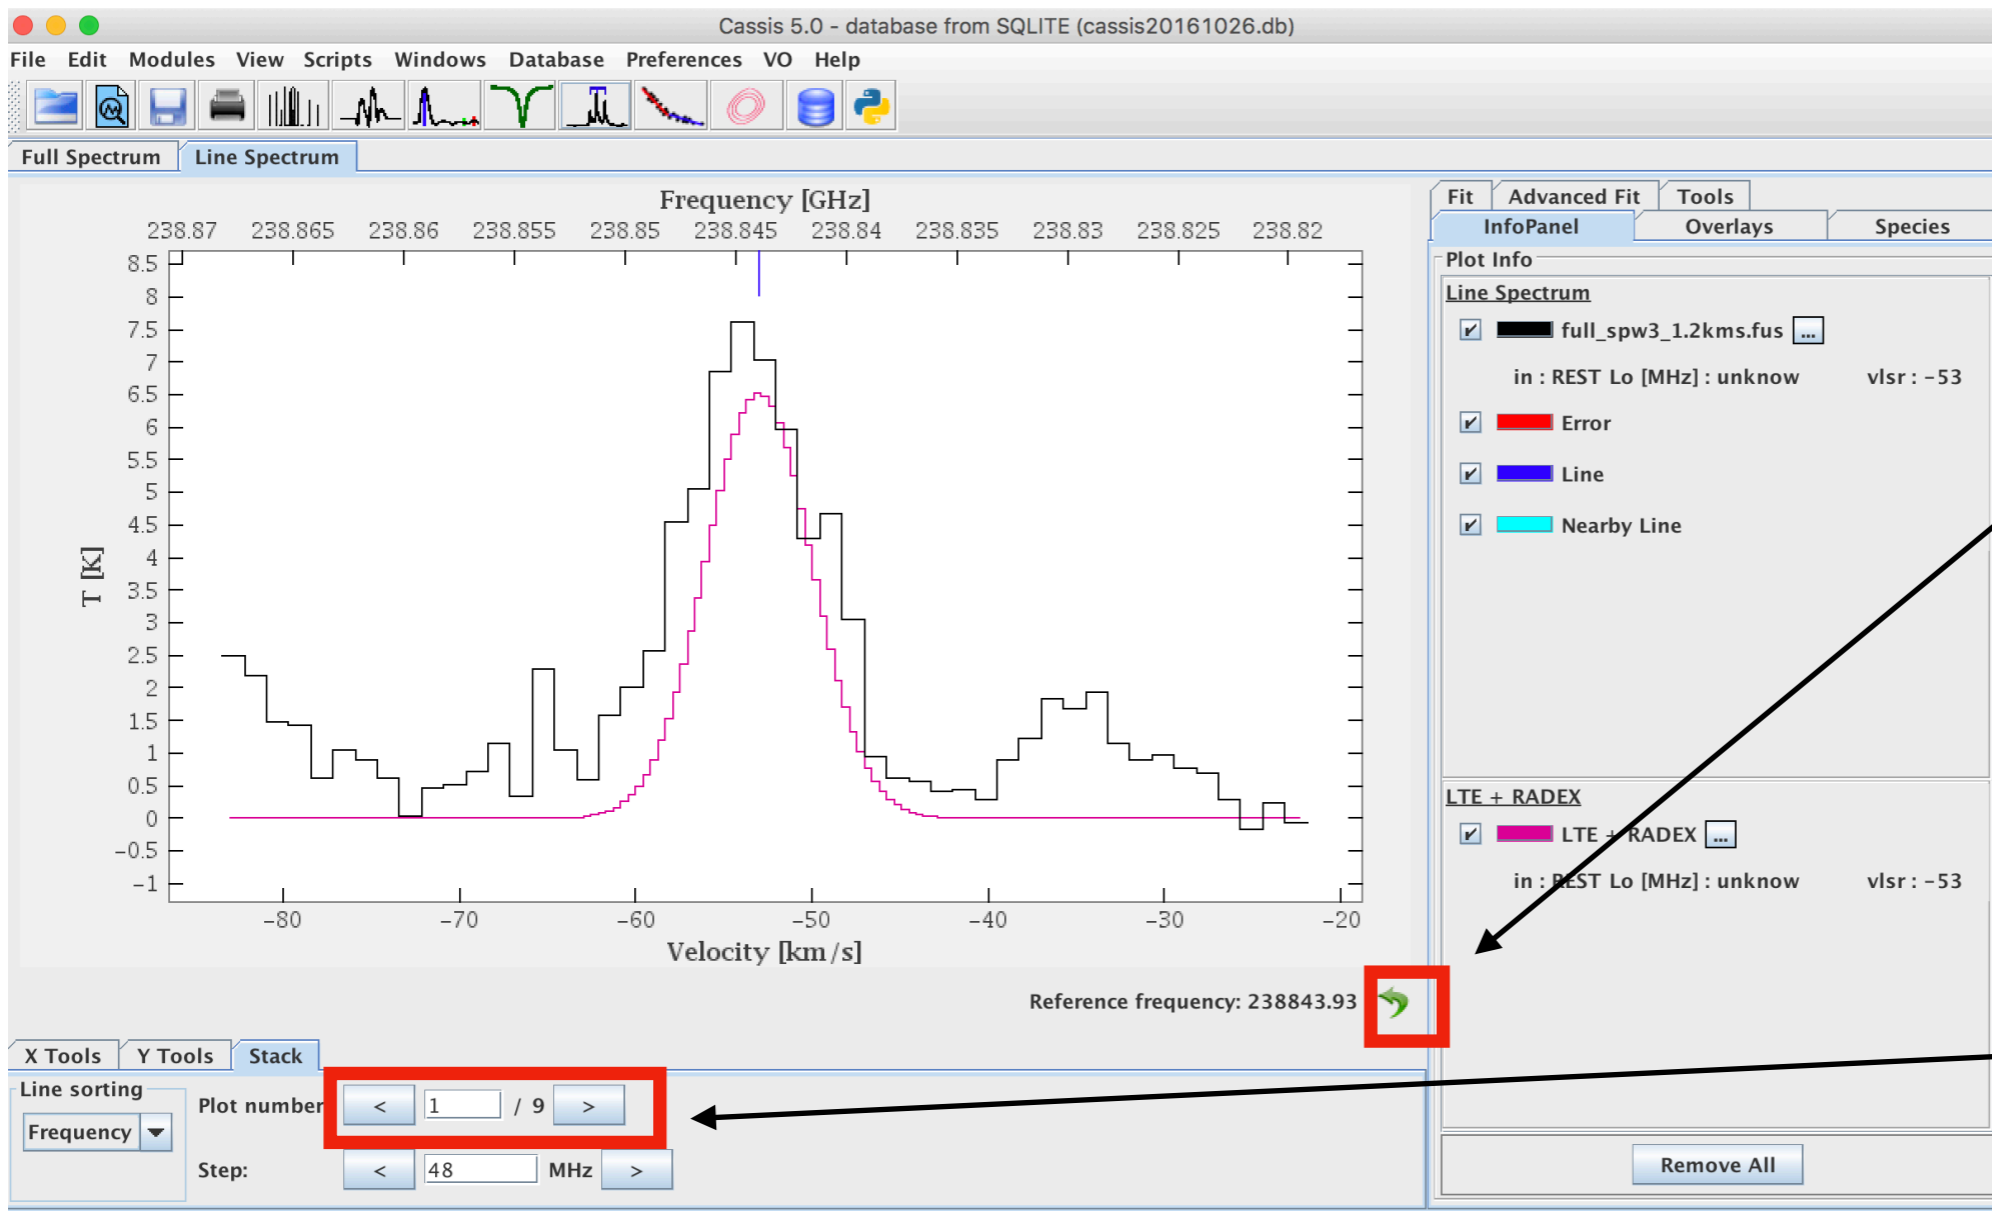 Cassis 5.0 - database from SQLITE (cassis20161026.db)
File Edit Modules View Scripts Windows Database Preferences VO Help
Full Spectrum Line Spectrum
Frequency [GHz]
238.87 238.865 238.86 238.855 238.85 238.845 238.84 238.835 238.83 238.825 238.82
8.5
8
7.5
7
6.5
6
5.5
5
4.5
4
3.5
3
2.5
2
1.5
1
0.5
0
-0.5
-1
T [K]
-80 -70 -60 -50 -40 -30 -20
Velocity [km/s]
Reference frequency: 238843.93
Fit Advanced Fit Tools
InfoPanel Overlays Species
Plot Info
Line Spectrum
full_spw3_1.2kms.fus ...
in : REST Lo [MHz] : unknow vlsr : -53
Error
Line
Nearby Line
LTE + RADEX
LTE + RADEX ...
in : REST Lo [MHz] : unknow vlsr : -53
Remove All
X Tools Y Tools Stack
Line sorting
Frequency
Plot number < 1 / 9 >
Step: < 48 MHz >